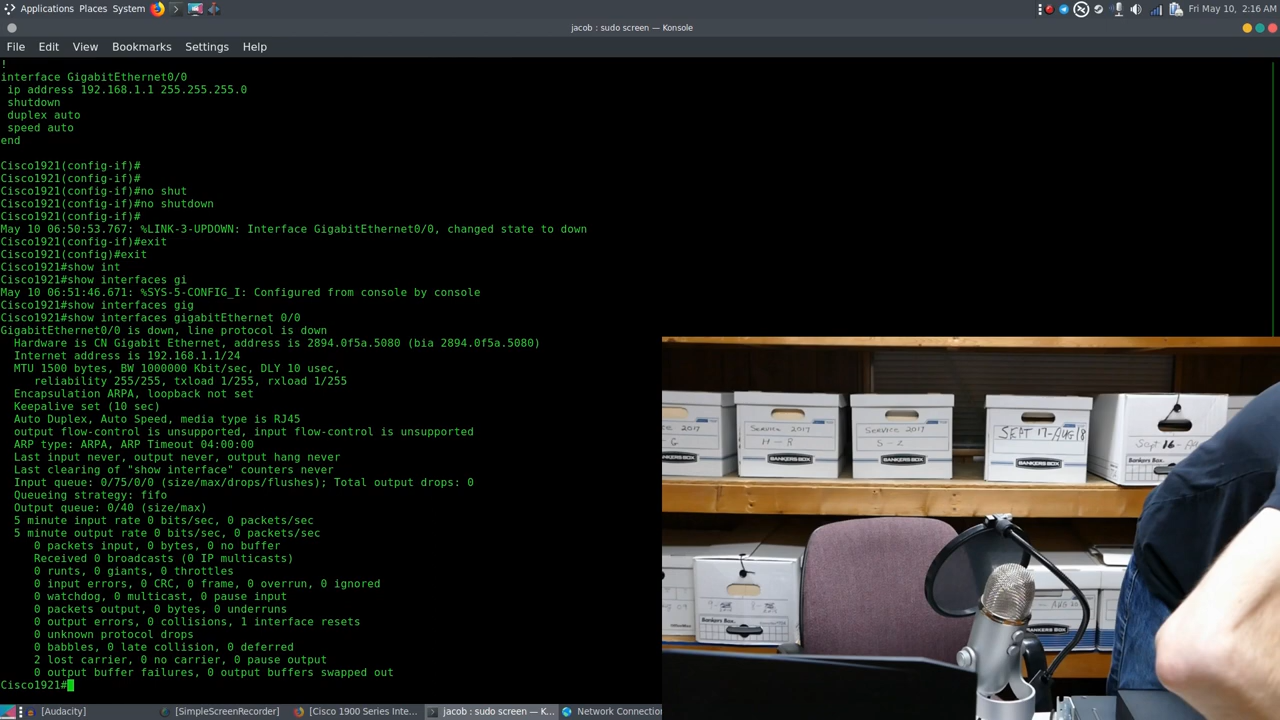 Applications Places System
Fri May 10, 2:16 AM
jacob : sudo screen — Konsole
File Edit View Bookmarks Settings Help
!
interface GigabitEthernet0/0
ip address 192.168.1.1 255.255.255.0
shutdown
duplex auto
speed auto
end
Cisco1921(config-if)#
Cisco1921(config-if)#
Cisco1921(config-if)#no shut
Cisco1921(config-if)#no shutdown
Cisco1921(config-if)#
May 10 06:50:53.767: %LINK-3-UPDOWN: Interface GigabitEthernet0/0, changed state to down
Cisco1921(config-if)#exit
Cisco1921(config)#exit
Cisco1921#show int
Cisco1921#show interfaces gi
May 10 06:51:46.671: %SYS-5-CONFIG_I: Configured from console by console
Cisco1921#show interfaces gig
Cisco1921#show interfaces gigabitEthernet 0/0
GigabitEthernet0/0 is down, line protocol is down
Hardware is CN Gigabit Ethernet, address is 2894.0f5a.5080 (bia 2894.0f5a.5080)
Internet address is 192.168.1.1/24
MTU 1500 bytes, BW 1000000 Kbit/sec, DLY 10 usec,
reliability 255/255, txload 1/255, rxload 1/255
Encapsulation ARPA, loopback not set
Keepalive set (10 sec)
Auto Duplex, Auto Speed, media type is RJ45
output flow-control is unsupported, input flow-control is unsupported
ARP type: ARPA, ARP Timeout 04:00:00
Last input never, output never, output hang never
Last clearing of "show interface" counters never
Input queue: 0/75/0/0 (size/max/drops/flushes); Total output drops: 0
Queueing strategy: fifo
Output queue: 0/40 (size/max)
5 minute input rate 0 bits/sec, 0 packets/sec
5 minute output rate 0 bits/sec, 0 packets/sec
0 packets input, 0 bytes, 0 no buffer
Received 0 broadcasts (0 IP multicasts)
0 runts, 0 giants, 0 throttles
0 input errors, 0 CRC, 0 frame, 0 overrun, 0 ignored
0 watchdog, 0 multicast, 0 pause input
0 packets output, 0 bytes, 0 underruns
0 output errors, 0 collisions, 1 interface resets
0 unknown protocol drops
0 babbles, 0 late collision, 0 deferred
2 lost carrier, 0 no carrier, 0 pause output
0 output buffer failures, 0 output buffers swapped out
Cisco1921#
Service 2017
H - R
BANKERS BOX
Service 2017
S - Z
BANKERS BOX
SEPT 17-AUG 18
BANKERS BOX
Sept 16
Bankers Box
BANKERS BOX
BANKERS BOX
[Audacity]
[SimpleScreenRecorder]
[Cisco 1900 Series Inte...
jacob : sudo screen — K...
Network Connection